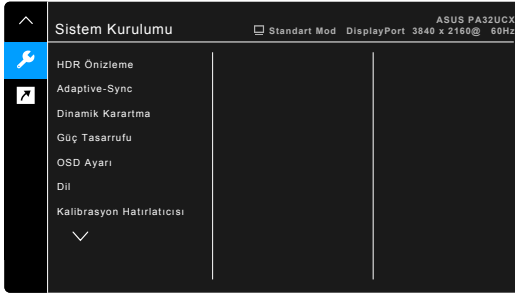 ASUS PA32UCX
Sistem Kurulumu
Standart Mod DisplayPort 3840 x 2160@ 60Hz
HDR Önizleme
Adaptive-Sync
Dinamik Karartma
Güç Tasarrufu
OSD Ayarı
Dil
Kalibrasyon Hatırlatıcısı